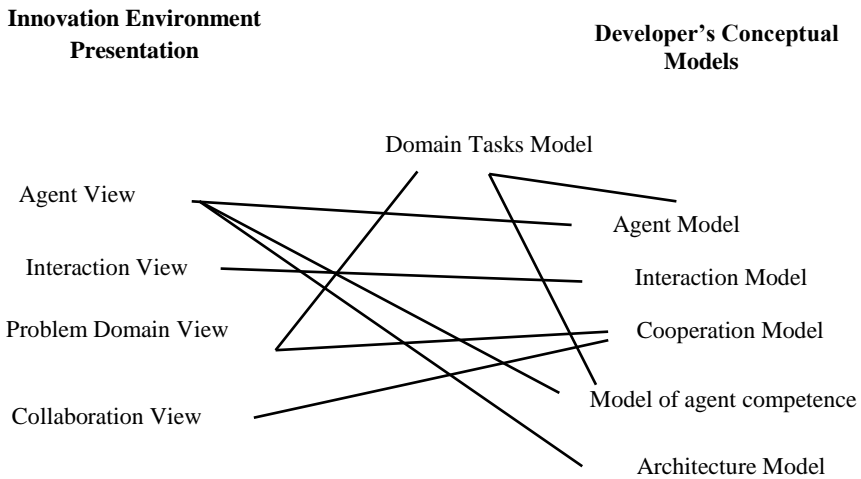 Innovation Environment
Presentation
Developer’s Conceptual
Models
Domain Tasks Model
Agent View
Agent Model
Interaction View
Interaction Model
Problem Domain View
Cooperation Model
Model of agent competence
Collaboration View
Architecture Model